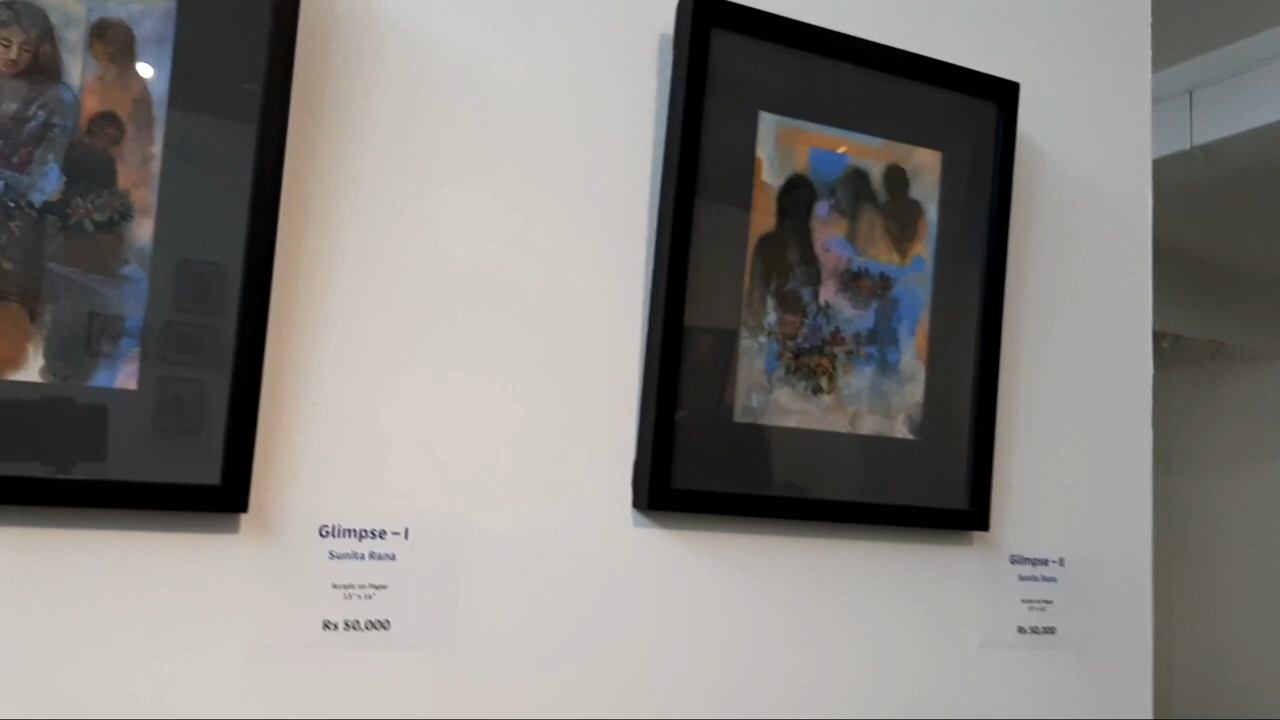 Glimpse – I
Sunita Rana
Acrylic on Paper
Rs 50,000
Glimpse – II
Sunita Rana
Rs 50,000